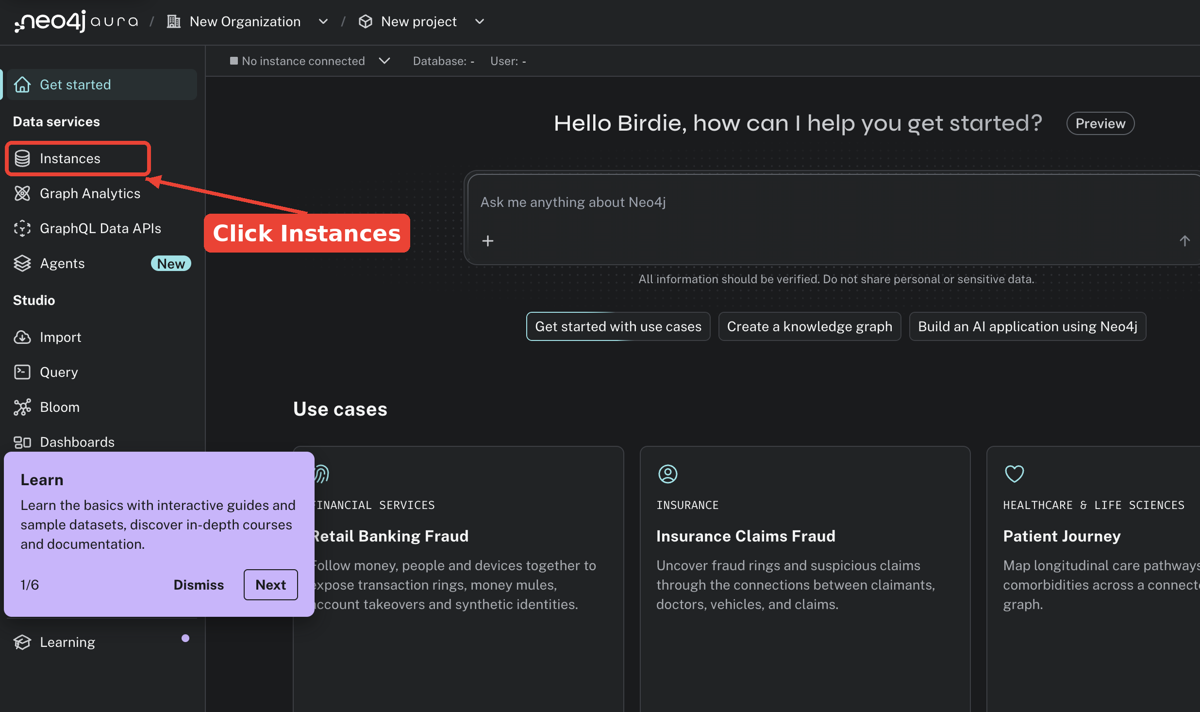 neo4j aura / New Organization / New project
No instance connected Database: - User: -
Get started
Data services
Instances
Graph Analytics
GraphQL Data APIs
Agents New
Studio
Import
Query
Bloom
Dashboards
Learn
Learn the basics with interactive guides and
sample datasets, discover in-depth courses
and documentation.
1/6 Dismiss Next
Learning
Click Instances
Hello Birdie, how can I help you get started? Preview
Ask me anything about Neo4j
+
All information should be verified. Do not share personal or sensitive data.
Get started with use cases Create a knowledge graph Build an AI application using Neo4j
Use cases
INANCIAL SERVICES
Retail Banking Fraud
Follow money, people and devices together to
expose transaction rings, money mules,
account takeovers and synthetic identities.
INSURANCE
Insurance Claims Fraud
Uncover fraud rings and suspicious claims
through the connections between claimants,
doctors, vehicles, and claims.
HEALTHCARE & LIFE SCIENCES
Patient Journey
Map longitudinal care pathways
comorbidities across a connect
graph.